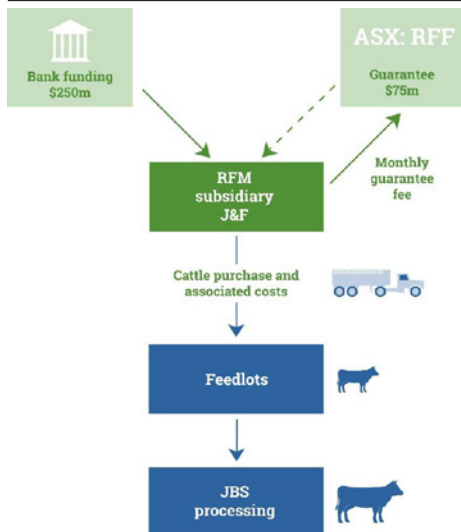 Bank funding
$250m
ASX: RFF
Guarantee
$75m
Monthly
guarantee
fee
RFM
subsidiary
J&F
Cattle purchase and
associated costs
Feedlots
JBS
processing